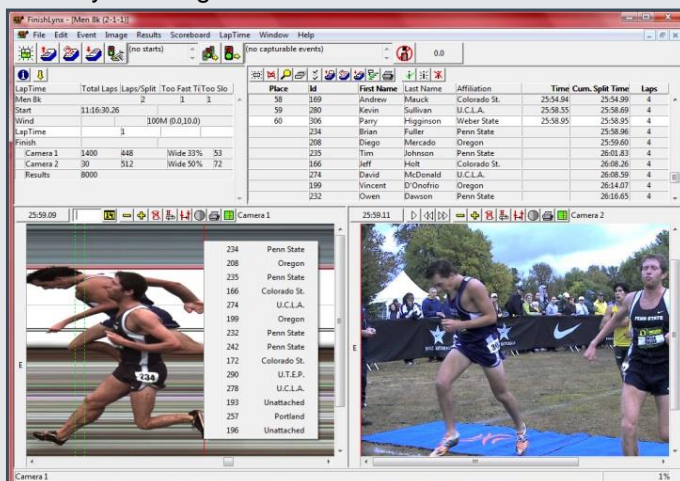 FinishLynx - [Men Bk (2-1-1)]
File Edit Event Image Results Scoreboard LapTime Window Help
(no starts) (no capturable events) 0.0
LapTime Total Laps Laps/Split Too Fast Ti Too Slo
Men Bk 2 1 1
Start 11:16:30.26
Wind 100M (0.0,10.0)
LapTime 1
Finish
Camera 1 1400 448 Wide 33% 53
Camera 2 30 512 Wide 50% 72
Results 8000
Place Id First Name Last Name Affiliation Time Cum. Split Time Laps
58 169 Andrew Mauck Colorado St. 25:54.94 25:54.99 4
59 280 Kevin Sullivan U.C.L.A. 25:58.55 25:58.69 4
60 306 Parry Higginson Weber State 25:58.95 25:58.95 4
234 Brian Fuller Penn State 25:58.96 4
208 Diego Mercado Oregon 25:59.60 4
235 Tim Johnson Penn State 26:01.83 4
166 Jeff Holt Colorado St. 26:08.26 4
274 David McDonald U.C.L.A. 26:08.59 4
199 Vincent D'Onofrio Oregon 26:14.07 4
232 Owen Dawson Penn State 26:16.65 4
25:59.09 Camera 1
25:59.11 Camera 2
234 Penn State
208 Oregon
235 Penn State
166 Colorado St.
274 U.C.L.A.
199 Oregon
232 Penn State
242 Penn State
172 Colorado St.
290 U.T.E.P.
278 U.C.L.A.
193 Unattached
257 Portland
196 Unattached
234
PENN STATE
E
E
Camera 1 1%